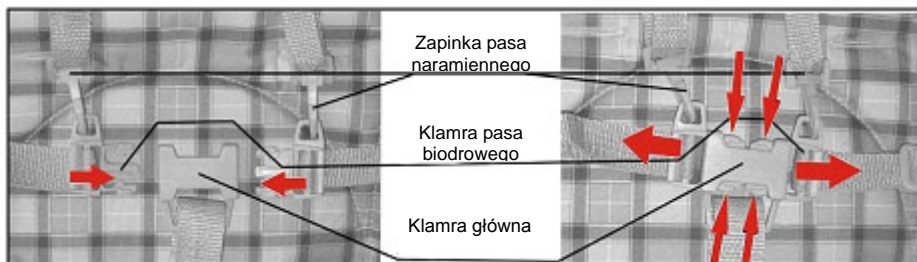 Zapinka pasa
naramiennego
Klamra pasa
biodrowego
Klamra główna